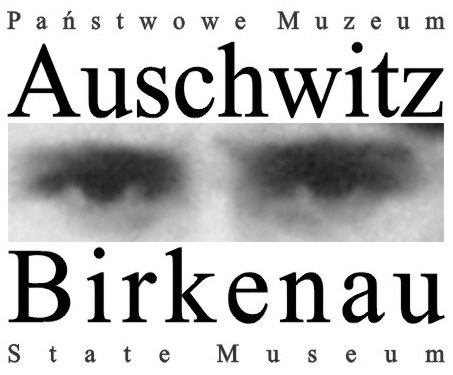 Państwowe Muzeum
Auschwitz
Birkenau
State Museum